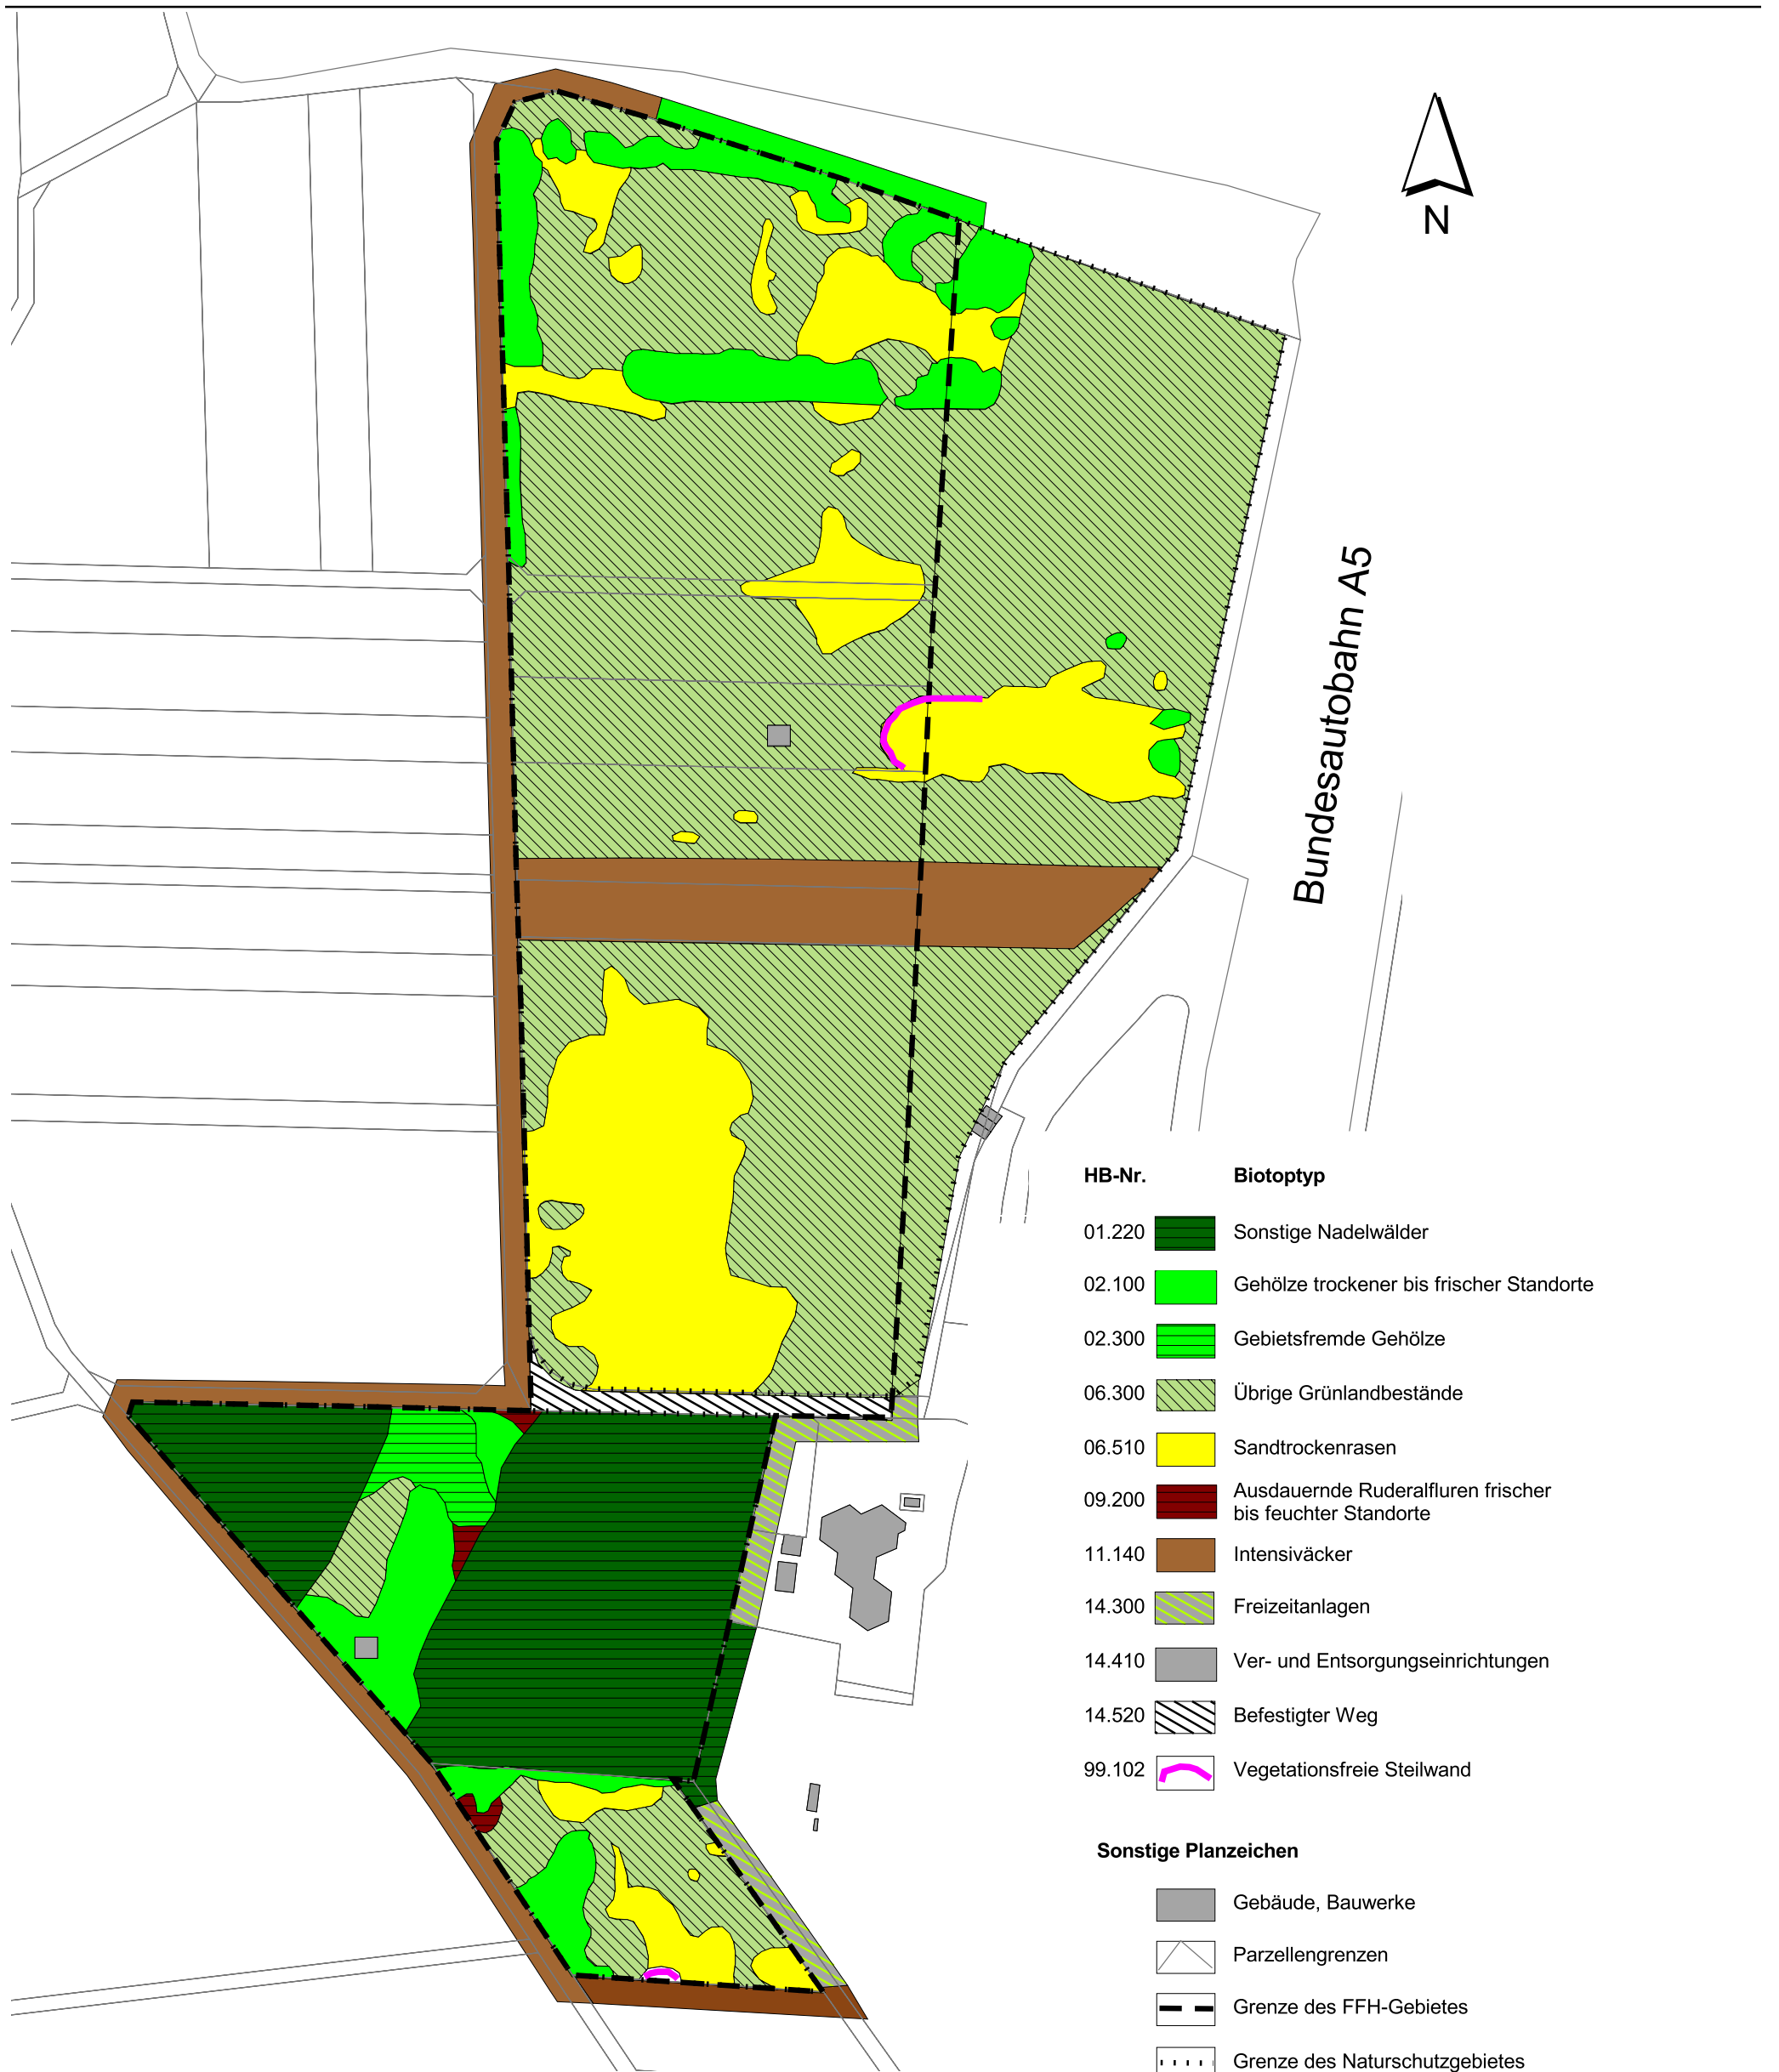 N
Bundesautobahn A5
HB-Nr. Biotoptyp
01.220 Sonstige Nadelwälder
02.100 Gehölze trockener bis frischer Standorte
02.300 Gebietsfremde Gehölze
06.300 Übrige Grünlandbestände
06.510 Sandtrockenrasen
09.200 Ausdauernde Ruderalfluren frischer
bis feuchter Standorte
11.140 Intensiväcker
14.300 Freizeitanlagen
14.410 Ver- und Entsorgungseinrichtungen
14.520 Befestigter Weg
99.102 Vegetationsfreie Steilwand
Sonstige Planzeichen
Gebäude, Bauwerke
Parzellengrenzen
Grenze des FFH-Gebietes
Grenze des Naturschutzgebietes